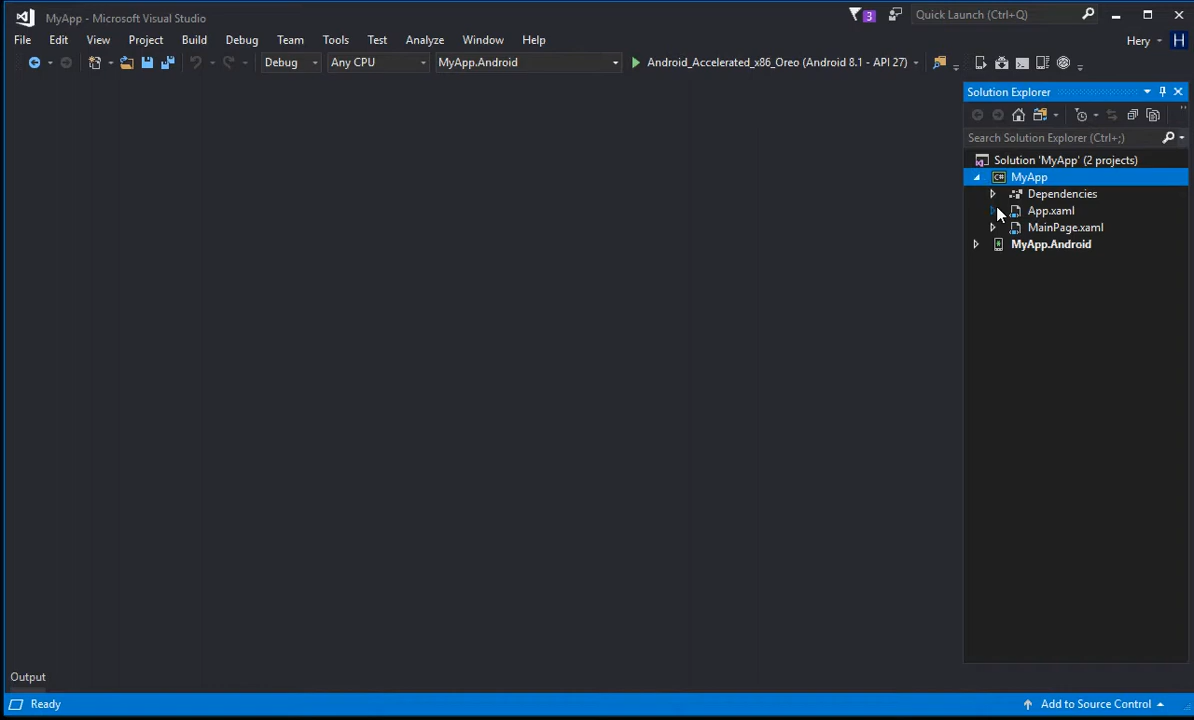 MyApp - Microsoft Visual Studio
3
Quick Launch (Ctrl+Q)
File Edit View Project Build Debug Team Tools Test Analyze Window Help
Hery H
Debug Any CPU MyApp.Android Android_Accelerated_x86_Oreo (Android 8.1 - API 27)
Solution Explorer
Search Solution Explorer (Ctrl+;)
Solution 'MyApp' (2 projects)
C# MyApp
Dependencies
App.xaml
MainPage.xaml
MyApp.Android
Output
Ready
Add to Source Control